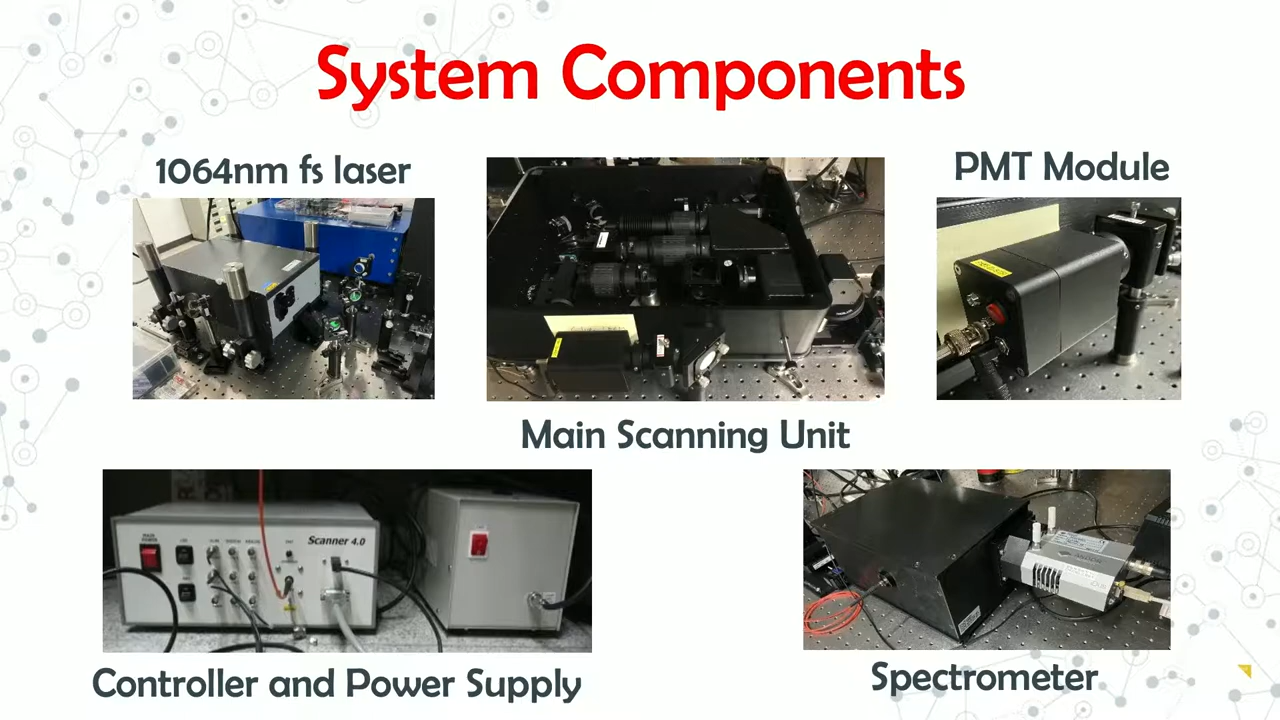 System Components
1064nm fs laser
PMT Module
Main Scanning Unit
Scanner 4.0
Controller and Power Supply
Spectrometer